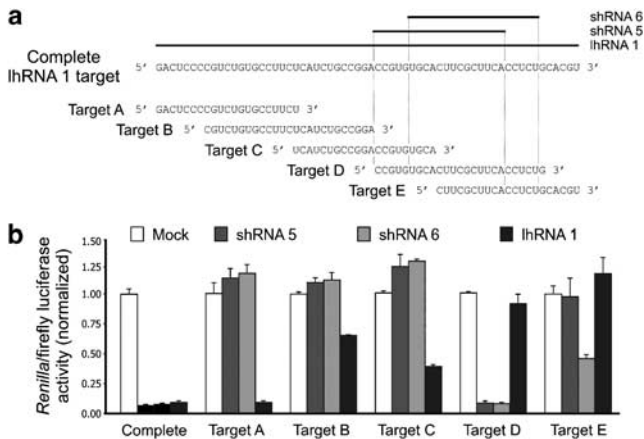 a
shRNA 6
shRNA 5
lhRNA 1
Complete
lhRNA 1 target
5' GACUCCCCGUCUGUGCCUUCUCAUCUGCCGGACCGUGUGCACUUCGCUUCACCUCUGCACGU 3'
Target A 5' GACUCCCCGUCUGUGCCUUCU 3'
Target B 5' CGUCUGUGCCUUCUCAUCUGCCGGA 3'
Target C 5' UCAUCUGCCGGACCGUGUGCA 3'
Target D 5' CCGUGUGCACUUCGCUUCACCUCUG 3'
Target E 5' CUUCGCUUCACCUCUGCACGU 3'
b
Mock shRNA 5 shRNA 6 lhRNA 1
Renilla/firefly luciferase
activity (normalized)
1.50
1.25
1.00
0.75
0.50
0.25
0.00
Complete Target A Target B Target C Target D Target E